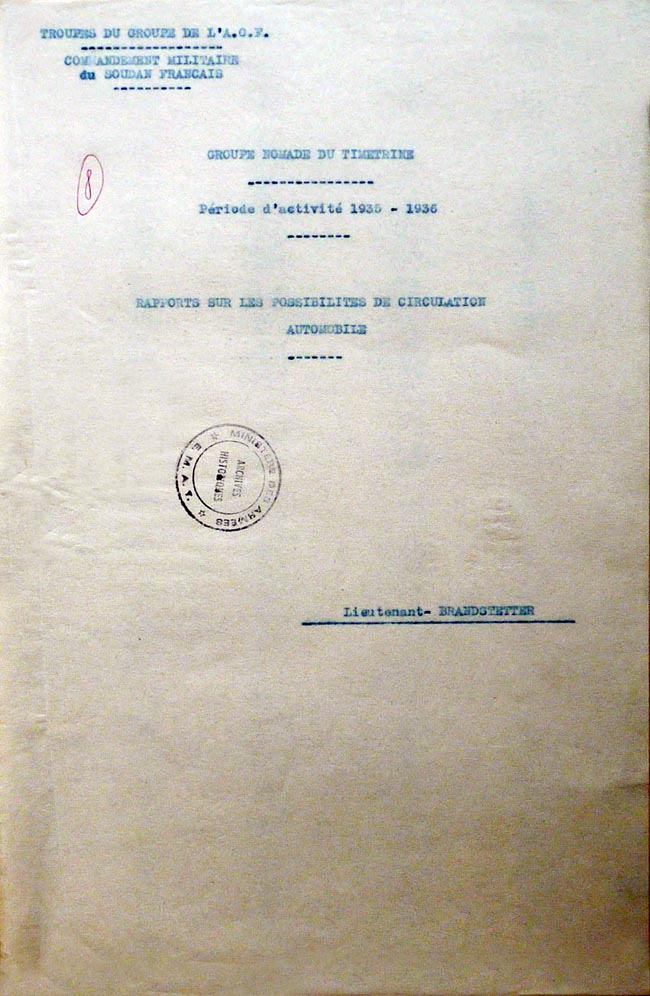 TROUPES DU GROUPE DE L'A.O.F.
COMMANDEMENT MILITAIRE
du SOUDAN FRANCAIS
GROUPE NOMADE DU TIMETRINE
8
Période d'activité 1935 - 1936
RAPPORTS SUR LES POSSIBILITES DE CIRCULATION
AUTOMOBILE
MINISTERE DES ARMEES ☆ E. M. A. T. ☆
ARCHIVES
HISTORIQUES
Lieutenant- BRANDSTETTER